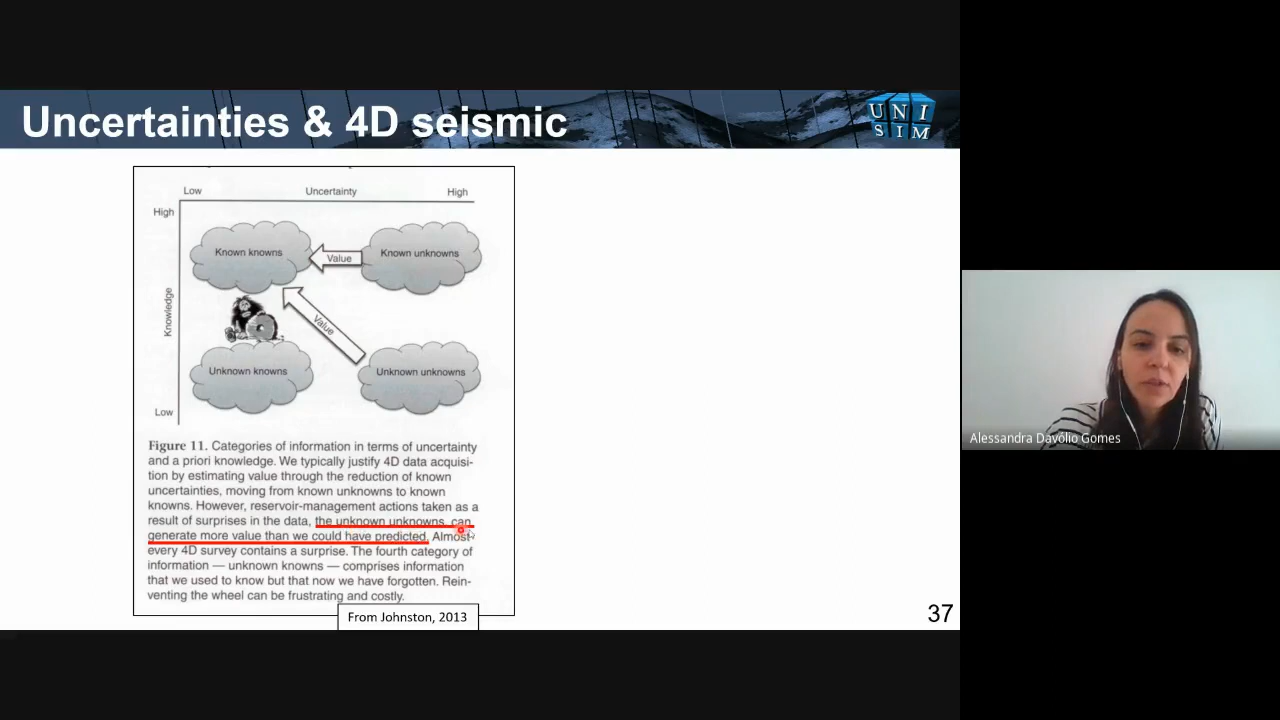 Uncertainties & 4D seismic
UNI
SIM
Low Uncertainty High
High
Known knowns
Value
Known unknowns
Knowledge
Value
Unknown knowns
Unknown unknowns
Low
Figure 11. Categories of information in terms of uncertainty
and a priori knowledge. We typically justify 4D data acquisi-
tion by estimating value through the reduction of known
uncertainties, moving from known unknowns to known
knowns. However, reservoir-management actions taken as a
result of surprises in the data, the unknown unknowns, can
generate more value than we could have predicted. Almost
every 4D survey contains a surprise. The fourth category of
information — unknown knowns — comprises information
that we used to know but that now we have forgotten. Rein-
venting the wheel can be frustrating and costly.
From Johnston, 2013
37
Alessandra Davólio Gomes